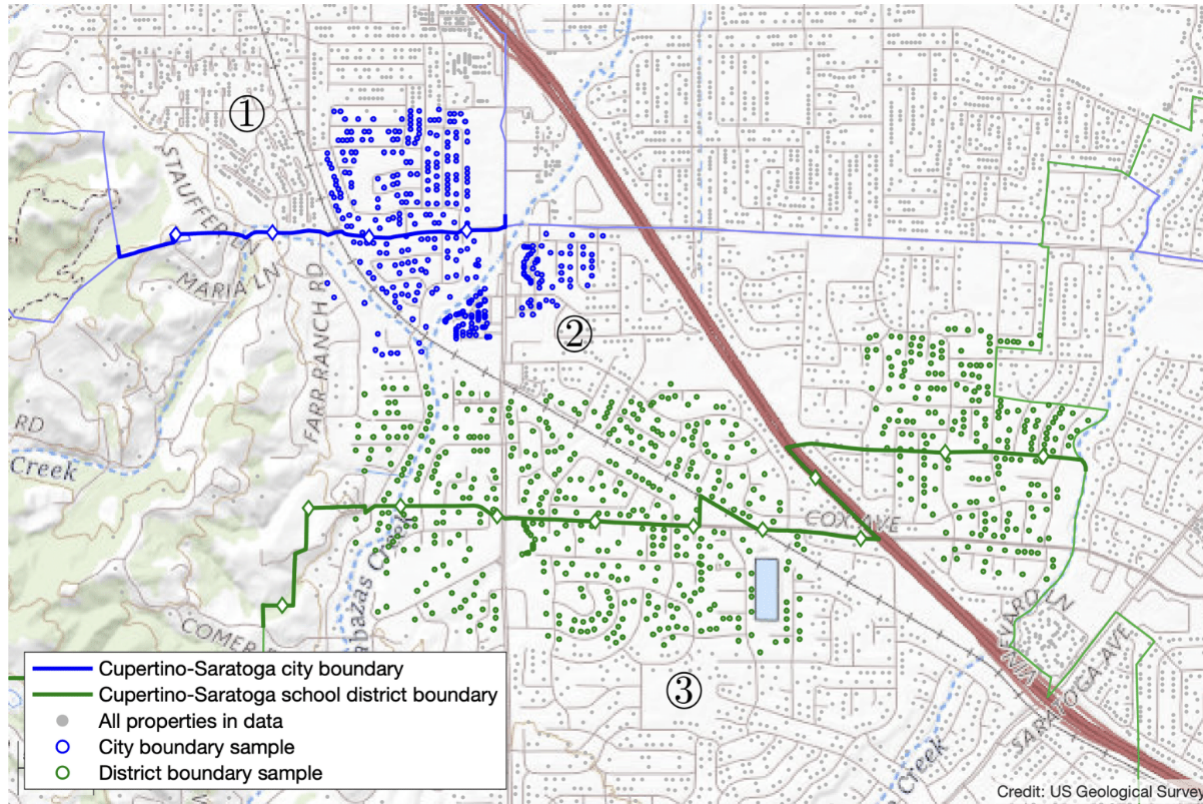 ①
STAUFFER LN
MARIA LN
FARR RANCH RD
②
RD
Creek
COX AVE
abazas Creek
COMER
VARD LN
SARATOGA AVE
③
Creek
Cupertino-Saratoga city boundary
Cupertino-Saratoga school district boundary
All properties in data
City boundary sample
District boundary sample
Credit: US Geological Survey